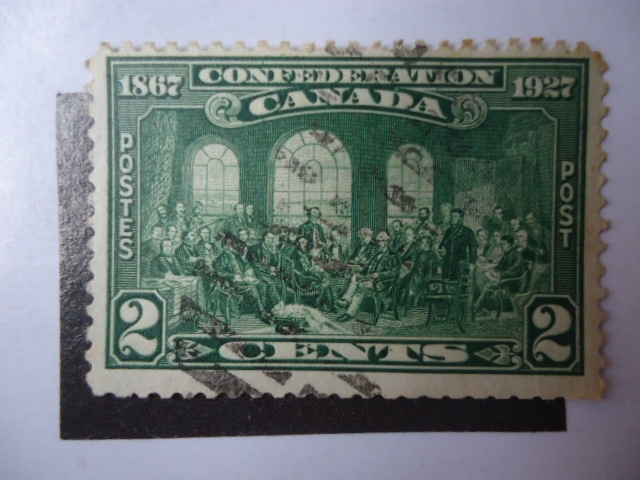 1867 CONFEDERATION 1927
CANADA
POSTES
POST
2 CENTS 2